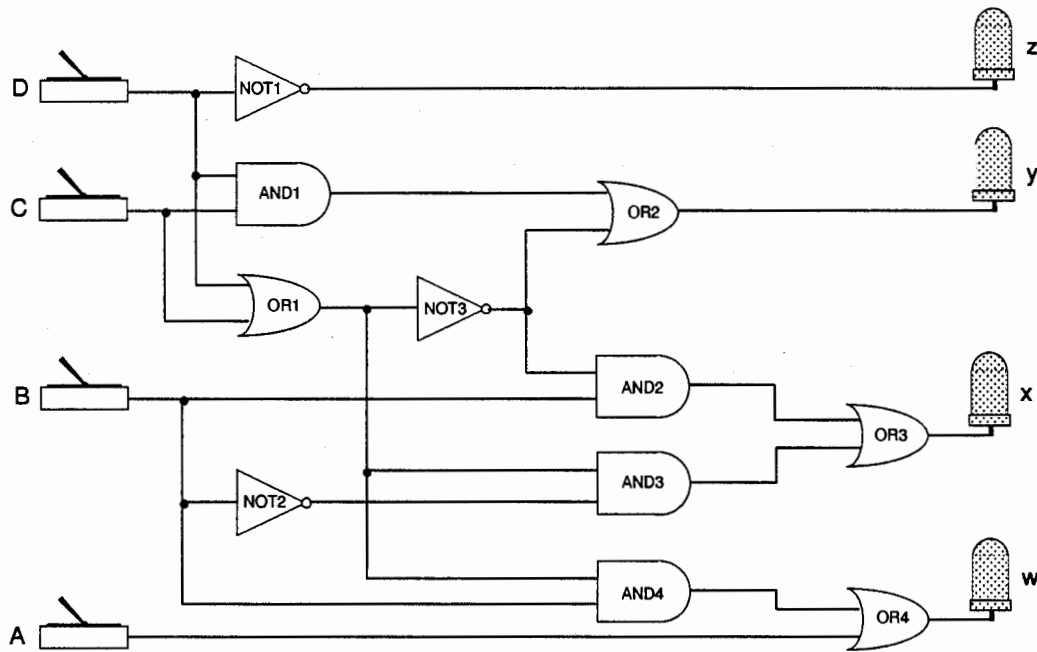 D
NOT1
z
C
AND1
OR2
y
OR1
NOT3
B
AND2
OR3
x
NOT2
AND3
AND4
w
A
OR4